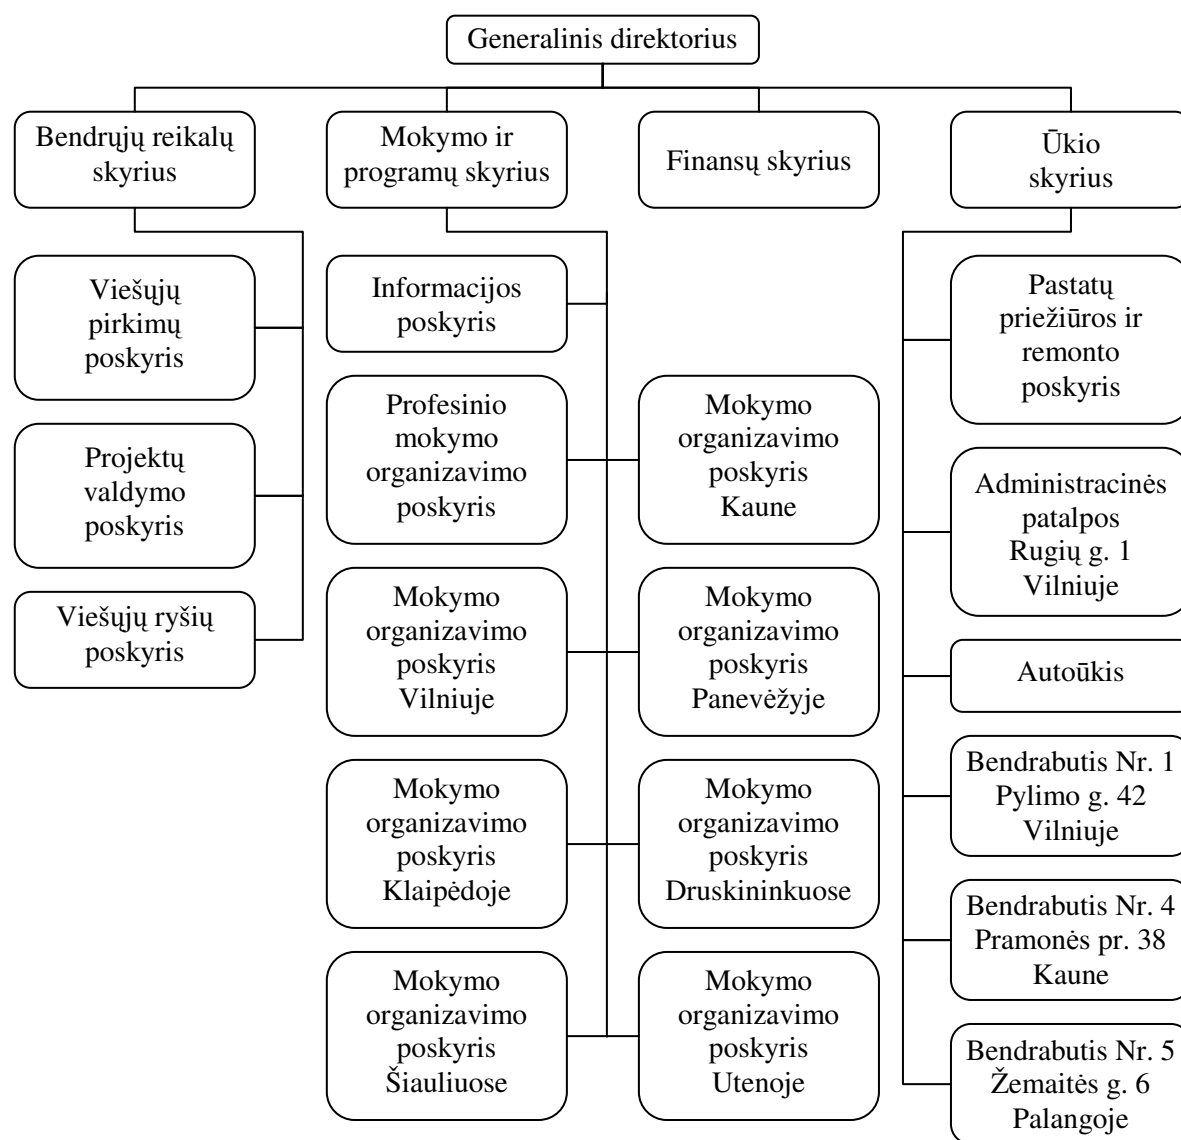 Generalinis direktorius
Bendrųjų reikalų
skyrius
Mokymo ir
programų skyrius
Finansų skyrius
Ūkio
skyrius
Viešųjų
pirkimų
poskyris
Projektų
valdymo
poskyris
Viešųjų ryšių
poskyris
Informacijos
poskyris
Profesinio
mokymo
organizavimo
poskyris
Mokymo
organizavimo
poskyris
Vilniuje
Mokymo
organizavimo
poskyris
Klaipėdoje
Mokymo
organizavimo
poskyris
Šiauliuose
Mokymo
organizavimo
poskyris
Kaune
Mokymo
organizavimo
poskyris
Panevėžyje
Mokymo
organizavimo
poskyris
Druskininkuose
Mokymo
organizavimo
poskyris
Utenoje
Pastatų
priežiūros ir
remonto
poskyris
Administracinės
patalpos
Rugių g. 1
Vilniuje
Autoūkis
Bendrabutis Nr. 1
Pylimo g. 42
Vilniuje
Bendrabutis Nr. 4
Pramonės pr. 38
Kaune
Bendrabutis Nr. 5
Žemaitės g. 6
Palangoje